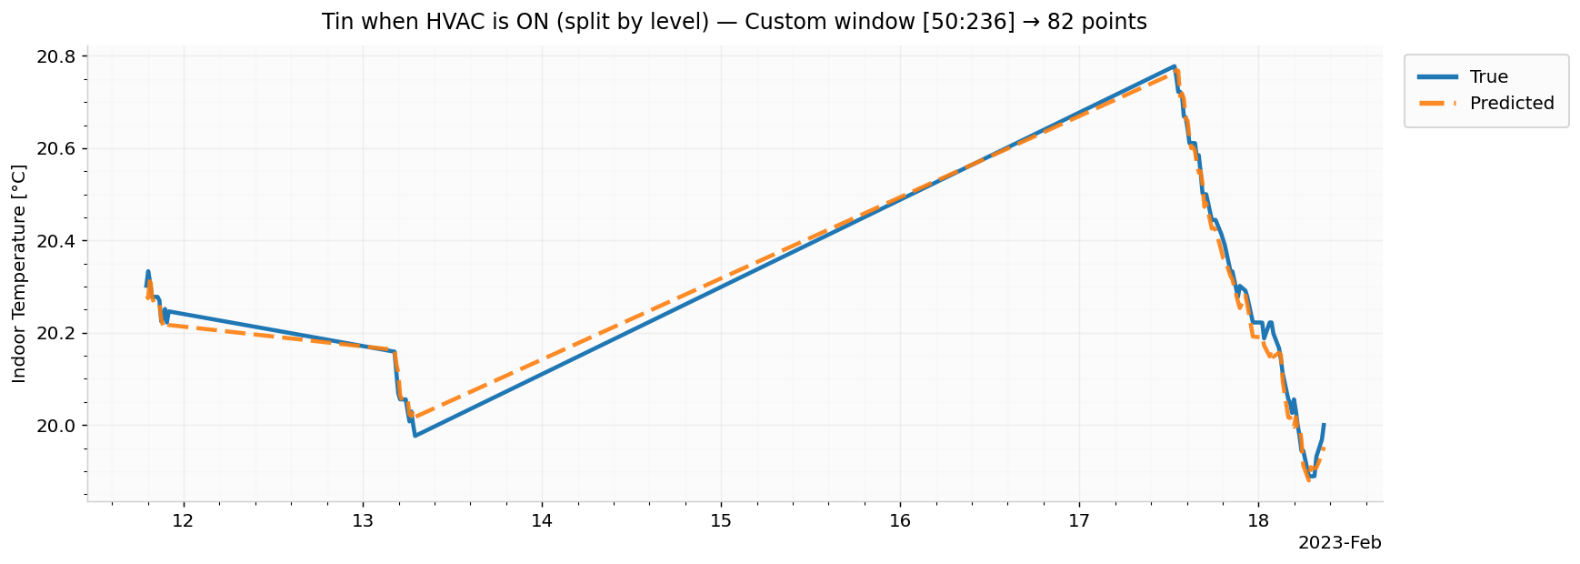 Tin when HVAC is ON (split by level) — Custom window [50:236] → 82 points
True
Predicted
Indoor Temperature [°C]
20.8
20.6
20.4
20.2
20.0
12 13 14 15 16 17 18
2023-Feb